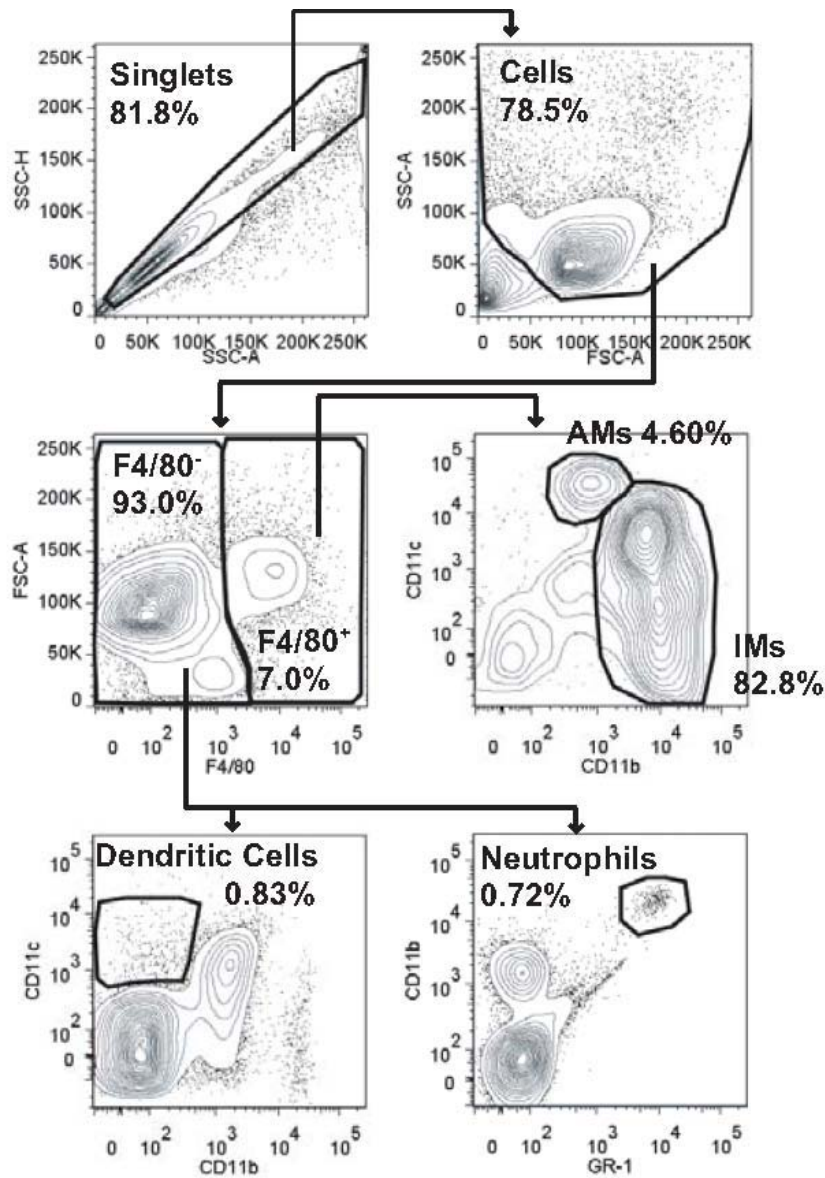 Singlets
81.8%
250K
200K
150K
100K
50K
0
SSC-H
0 50K 100K 150K 200K 250K
SSC-A
Cells
78.5%
250K
200K
150K
100K
50K
0
SSC-A
0 50K 100K 150K 200K 250K
FSC-A
F4/80-
93.0%
F4/80+
7.0%
250K
200K
150K
100K
50K
0
FSC-A
0 10² 10³ 10⁴ 10⁵
F4/80
AMs 4.60%
IMs
82.8%
10⁵
10⁴
10³
10²
0
CD11c
0 10² 10³ 10⁴ 10⁵
CD11b
Dendritic Cells
0.83%
10⁵
10⁴
10³
10²
0
CD11c
0 10² 10³ 10⁴ 10⁵
CD11b
Neutrophils
0.72%
10⁵
10⁴
10³
10²
0
CD11b
0 10² 10³ 10⁴ 10⁵
GR-1